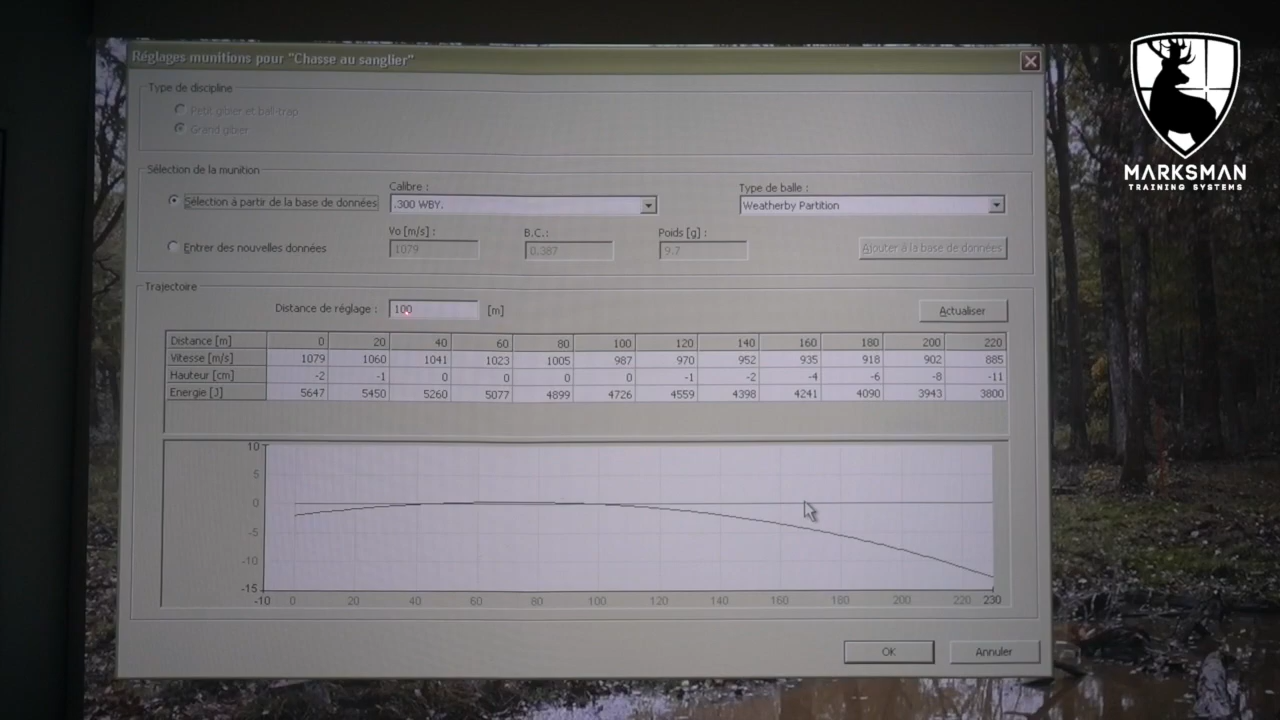 Réglages munitions pour "Chasse au sanglier"
MARKSMAN
TRAINING SYSTEMS
Type de discipline
Petit gibier et ball-trap
Grand gibier
Sélection de la munition
Sélection à partir de la base de données
Calibre :
.300 WBY.
Type de balle :
Weatherby Partition
Entrer des nouvelles données
Vo [m/s] :
1079
B.C.:
0.387
Poids [g] :
9.7
Ajouter à la base de données
Trajectoire
Distance de réglage : 100 [m]
Actualiser
Distance [m] 0 20 40 60 80 100 120 140 160 180 200 220
Vitesse [m/s] 1079 1060 1041 1023 1005 987 970 952 935 918 902 885
Hauteur [cm] -2 -1 0 0 0 0 -1 -2 -4 -6 -8 -11
Energie [J] 5647 5450 5260 5077 4899 4726 4559 4398 4241 4090 3943 3800
10
5
0
-5
-10
-15
-10 0 20 40 60 80 100 120 140 160 180 200 220 230
OK
Annuler